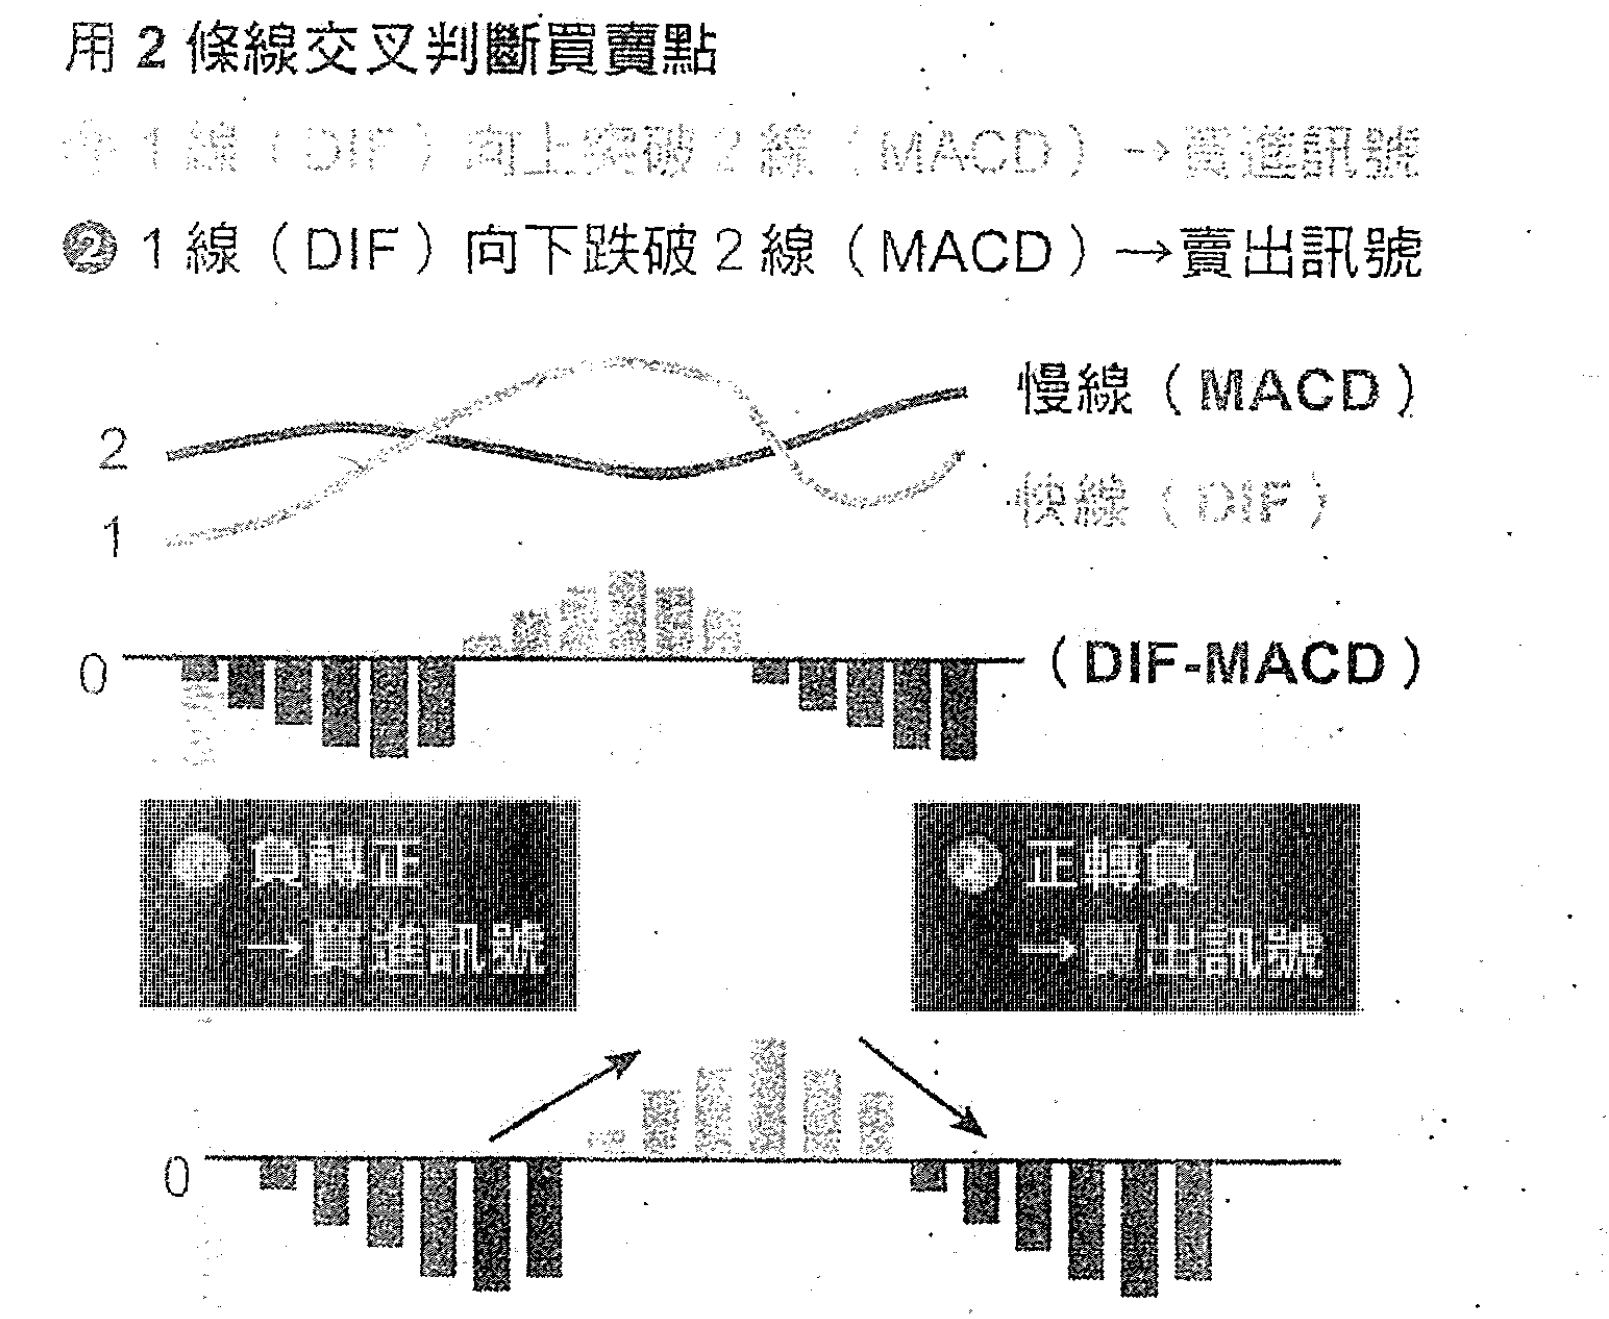 用2條線交叉判斷買賣點
1線（DIF）向上突破2線（MACD）→買進訊號
❷ 1線（DIF）向下跌破2線（MACD）→賣出訊號
慢線（MACD）
2
快線（DIF）
1
0
（DIF-MACD）
負轉正
→買進訊號
❷ 正轉負
→賣出訊號
0